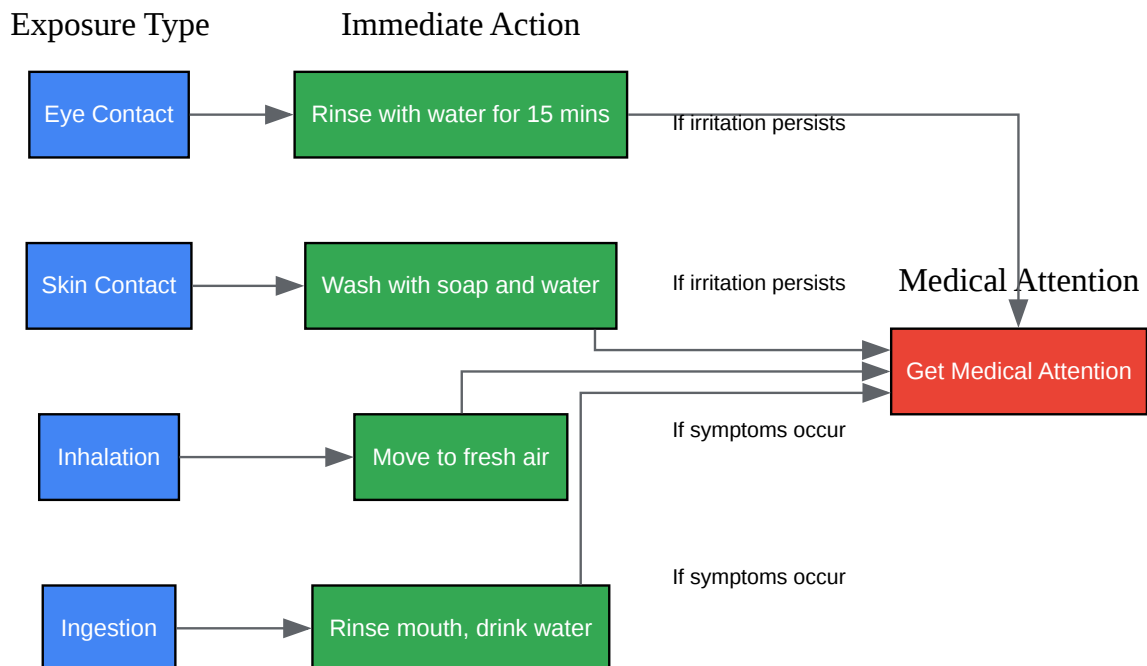 Exposure Type
Immediate Action
Eye Contact
Rinse with water for 15 mins
If irritation persists
Skin Contact
Wash with soap and water
If irritation persists
Medical Attention
Get Medical Attention
Inhalation
Move to fresh air
If symptoms occur
Ingestion
Rinse mouth, drink water
If symptoms occur